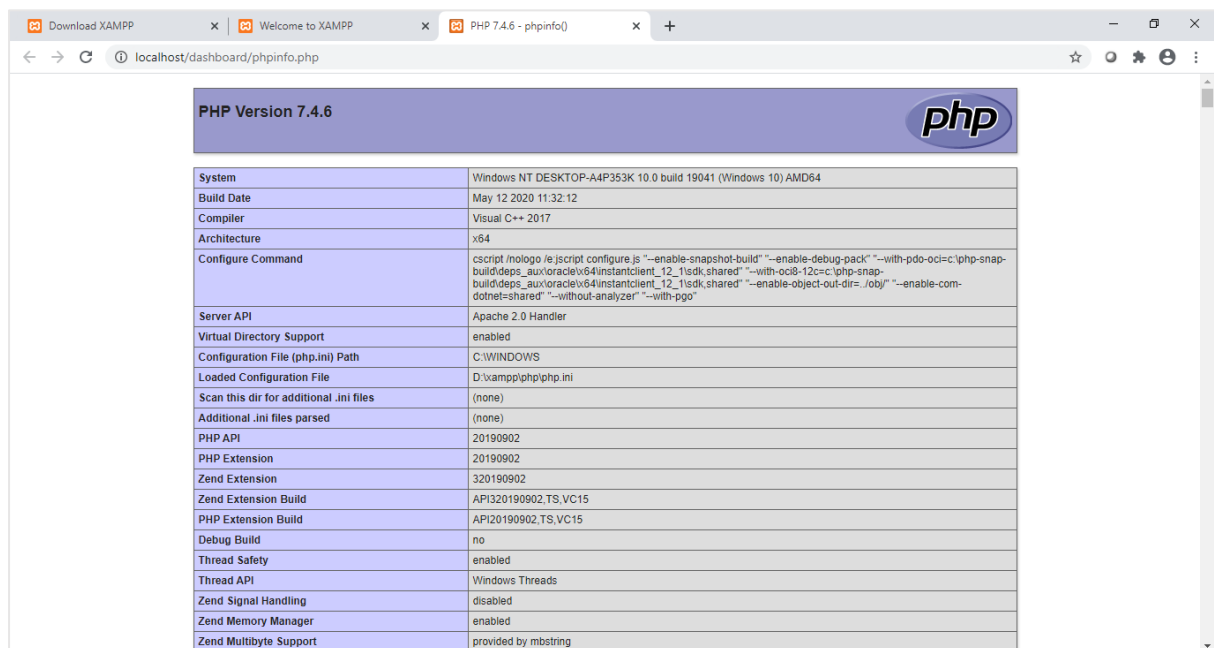 Download XAMPP
Welcome to XAMPP
PHP 7.4.6 - phpinfo()
localhost/dashboard/phpinfo.php
PHP Version 7.4.6
php
System Windows NT DESKTOP-A4P353K 10.0 build 19041 (Windows 10) AMD64
Build Date May 12 2020 11:32:12
Compiler Visual C++ 2017
Architecture x64
Configure Command cscript /nologo /e:jscript configure.js "--enable-snapshot-build" "--enable-debug-pack" "--with-pdo-oci=c:\php-snap-
build\deps_aux\oracle\x64\instantclient_12_1\sdk,shared" "--with-oci8-12c=c:\php-snap-
build\deps_aux\oracle\x64\instantclient_12_1\sdk,shared" "--enable-object-out-dir=../obj/" "--enable-com-
dotnet=shared" "--without-analyzer" "--with-pgo"
Server API Apache 2.0 Handler
Virtual Directory Support enabled
Configuration File (php.ini) Path C:\WINDOWS
Loaded Configuration File D:\xampp\php\php.ini
Scan this dir for additional .ini files (none)
Additional .ini files parsed (none)
PHP API 20190902
PHP Extension 20190902
Zend Extension 320190902
Zend Extension Build API320190902,TS,VC15
PHP Extension Build API20190902,TS,VC15
Debug Build no
Thread Safety enabled
Thread API Windows Threads
Zend Signal Handling disabled
Zend Memory Manager enabled
Zend Multibyte Support provided by mbstring